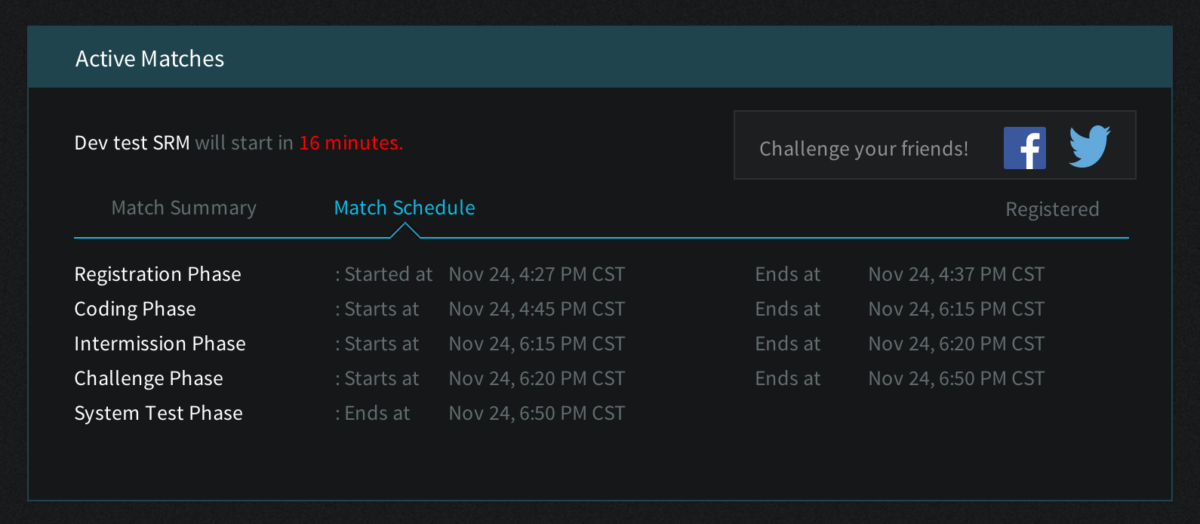 Active Matches
Dev test SRM will start in 16 minutes.
Challenge your friends!
Match Summary Match Schedule Registered
Registration Phase : Started at Nov 24, 4:27 PM CST Ends at Nov 24, 4:37 PM CST
Coding Phase : Starts at Nov 24, 4:45 PM CST Ends at Nov 24, 6:15 PM CST
Intermission Phase : Starts at Nov 24, 6:15 PM CST Ends at Nov 24, 6:20 PM CST
Challenge Phase : Starts at Nov 24, 6:20 PM CST Ends at Nov 24, 6:50 PM CST
System Test Phase : Ends at Nov 24, 6:50 PM CST